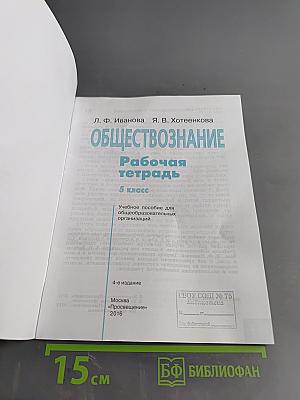 Л. Ф. Иванова Я. В. Хотеенкова
ОБЩЕСТВОЗНАНИЕ
Рабочая
тетрадь
5 класс
Учебное пособие для
общеобразовательных
организаций
4-е издание
Москва
«Просвещение»
2016
15 см
БФ БИБЛИОФАН